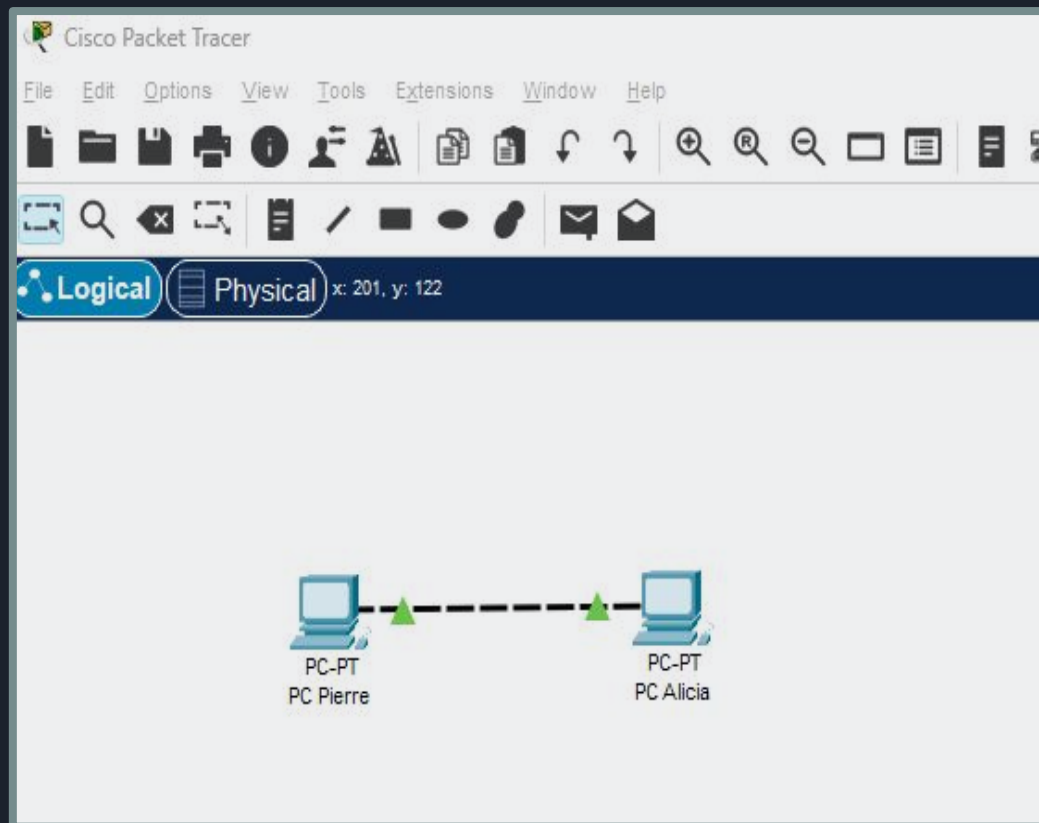 Cisco Packet Tracer
File Edit Options View Tools Extensions Window Help
Logical Physical x: 201, y: 122
PC-PT
PC Pierre
PC-PT
PC Alicia